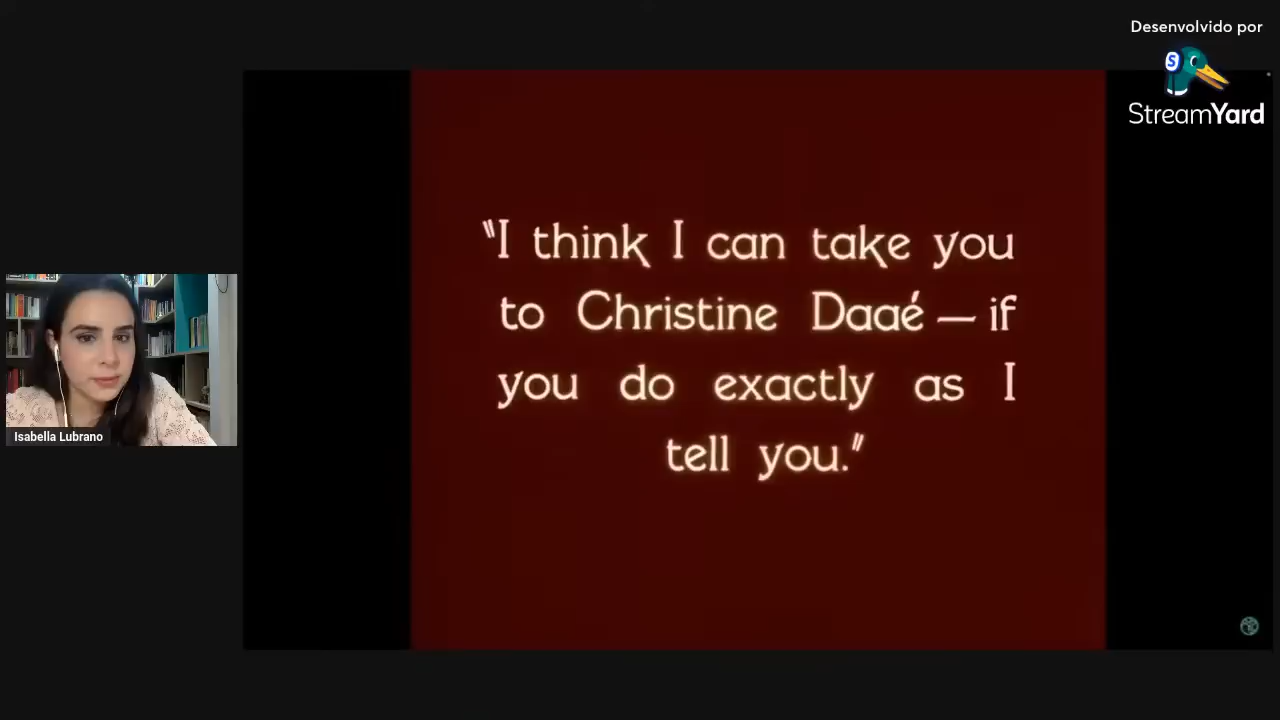 Desenvolvido por
StreamYard
"I think I can take you
to Christine Daaé — if
you do exactly as I
tell you."
Isabella Lubrano